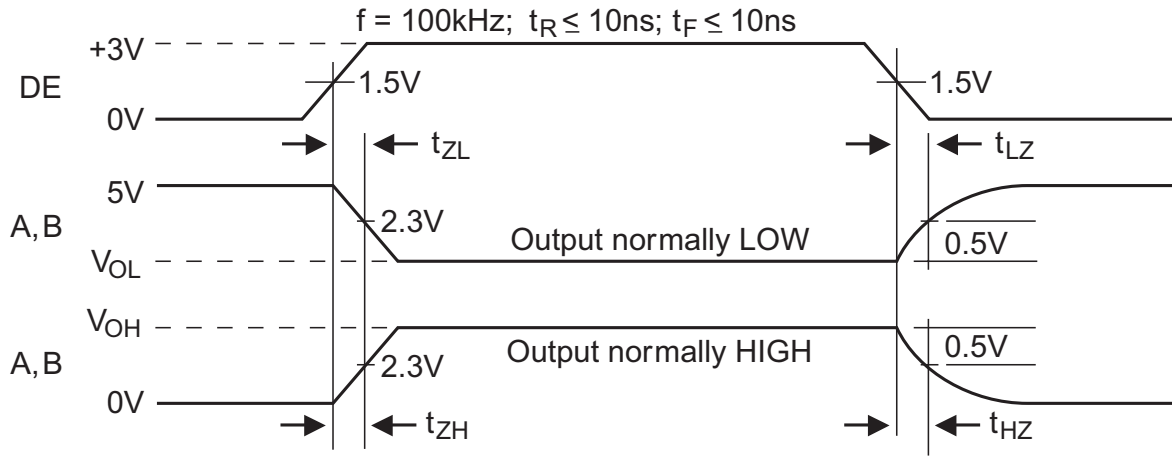 f = 100kHz; tR ≤ 10ns; tF ≤ 10ns
+3V
DE
1.5V
1.5V
0V
tZL
tLZ
5V
A,B
2.3V
Output normally LOW
0.5V
VOL
VOH
A,B
2.3V
Output normally HIGH
0.5V
0V
tZH
tHZ